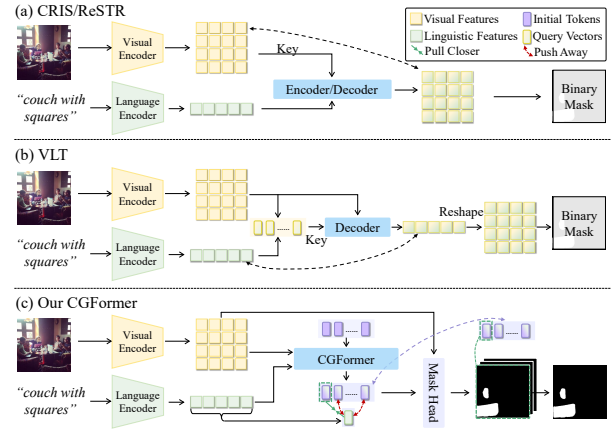 (a) CRIS/ReSTR
Visual Features
Initial Tokens
Linguistic Features
Query Vectors
Pull Closer
Push Away
Visual
Encoder
Key
"couch with
squares"
Language
Encoder
Encoder/Decoder
Binary
Mask
(b) VLT
Visual
Encoder
"couch with
squares"
Language
Encoder
......
Key
Decoder
Reshape
Binary
Mask
(c) Our CGFormer
Visual
Encoder
"couch with
squares"
Language
Encoder
......
CGFormer
......
Mask Head
......